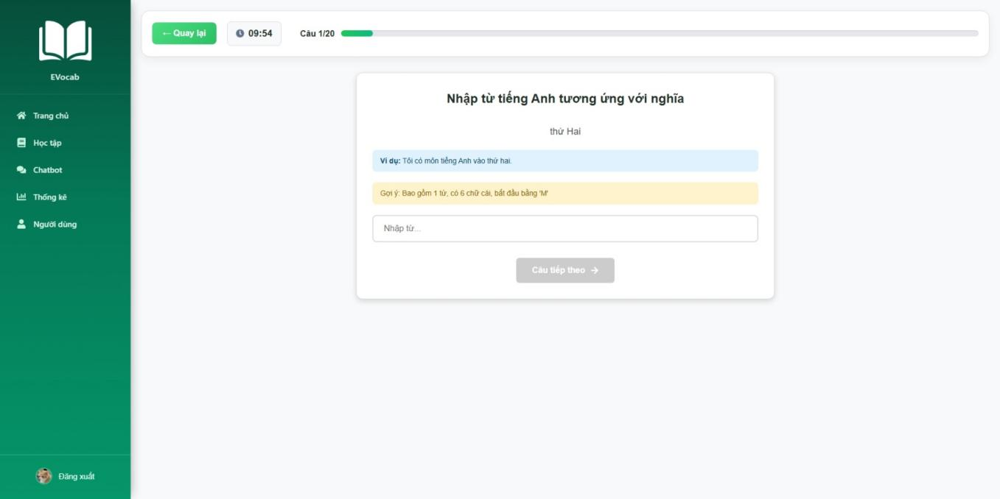 EVocab
Trang chủ
Học tập
Chatbot
Thống kê
Người dùng
Đăng xuất
← Quay lại
09:54
Câu 1/20
Nhập từ tiếng Anh tương ứng với nghĩa
thứ Hai
Ví dụ: Tôi có môn tiếng Anh vào thứ hai.
Gợi ý: Bao gồm 1 từ, có 6 chữ cái, bắt đầu bằng 'M'
Nhập từ...
Câu tiếp theo →